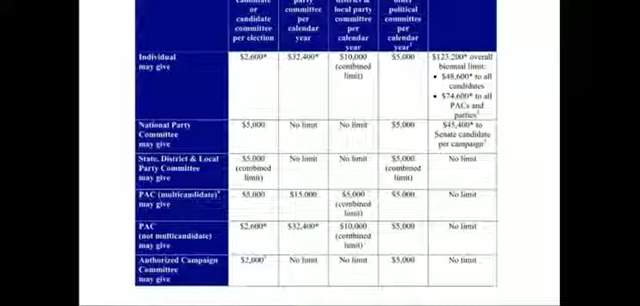 candidate
or
candidate
committee
per election
party
committee
per
calendar
year
district &
local party
committee
per
calendar
year
other
political
committee
per
calendar
year¹
Individual
may give
$2,600*
$32,400*
$10,000
(combined
limit)
$5,000
$123,200* overall
biennial limit:
• $48,600* to all
candidates
• $74,600* to all
PACs and
parties²
National Party
Committee
may give
$5,000
No limit
No limit
$5,000
$45,400* to
Senate candidate
per campaign³
State, District & Local
Party Committee
may give
$5,000
(combined
limit)
No limit
No limit
$5,000
(combined
limit)
No limit
PAC (multicandidate)⁴
may give
$5,000
$15,000
$5,000
(combined
limit)
$5,000
No limit
PAC
(not multicandidate)
may give
$2,600*
$32,400*
$10,000
(combined
limit)
$5,000
No limit
Authorized Campaign
Committee
may give
$2,000⁵
No limit
No limit
$5,000
No limit